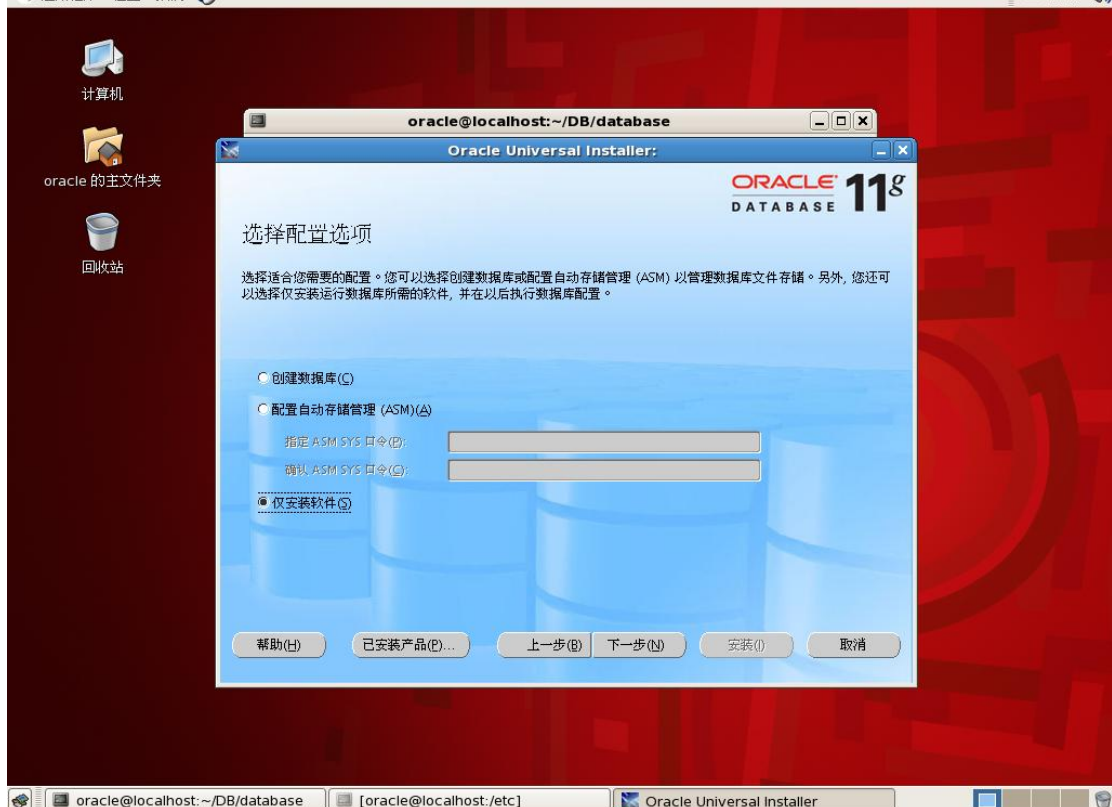 计算机
oracle 的主文件夹
回收站
oracle@localhost:~/DB/database
Oracle Universal Installer:
ORACLE 11g
DATABASE
选择配置选项
选择适合您需要的配置。您可以选择创建数据库或配置自动存储管理 (ASM) 以管理数据库文件存储。另外, 您还可
以选择仅安装运行数据库所需的软件, 并在以后执行数据库配置。
创建数据库(C)
配置自动存储管理 (ASM)(A)
指定 ASM SYS 口令(P):
确认 ASM SYS 口令(C):
仅安装软件(S)
帮助(H) 已安装产品(P)... 上一步(B) 下一步(N) 安装(I) 取消
oracle@localhost:~/DB/database [oracle@localhost:/etc] Oracle Universal Installer